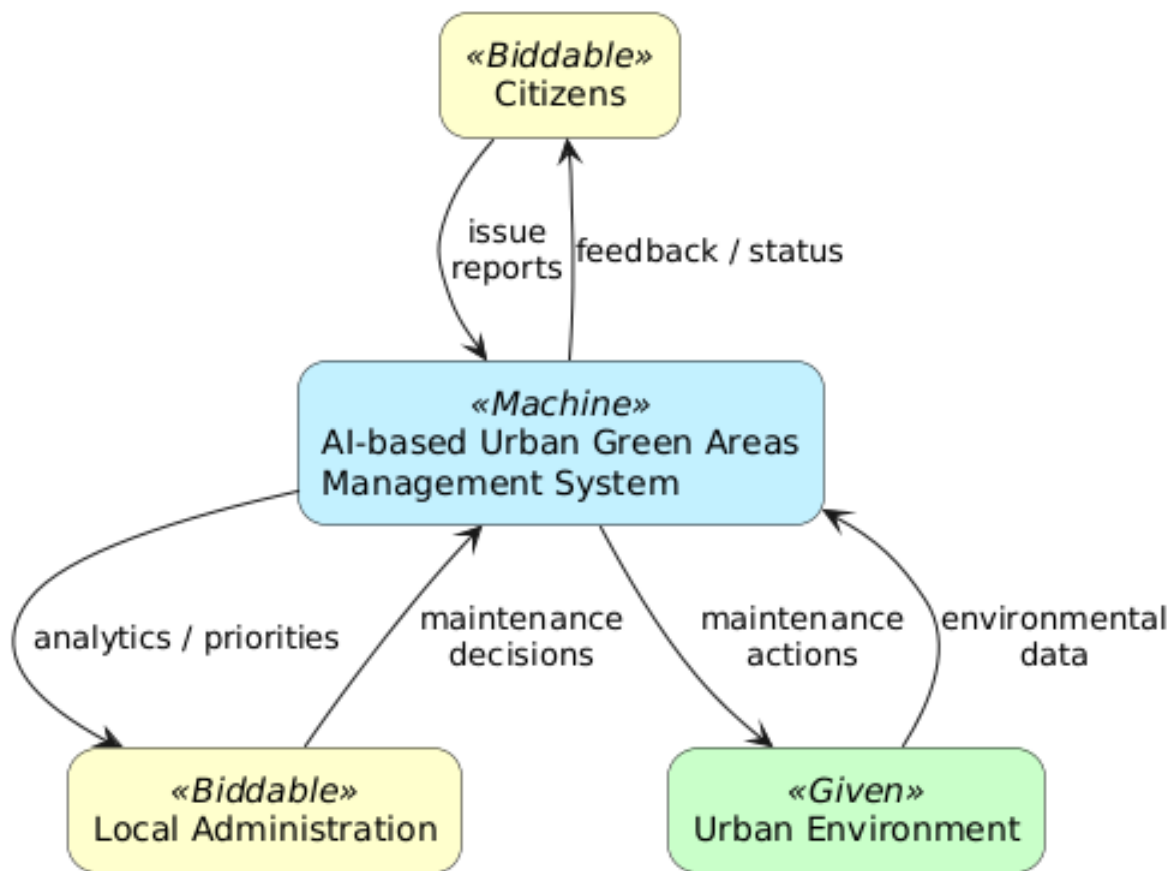 «Biddable»
Citizens
issue
reports
feedback / status
«Machine»
AI-based Urban Green Areas
Management System
analytics / priorities
maintenance
decisions
maintenance
actions
environmental
data
«Biddable»
Local Administration
«Given»
Urban Environment